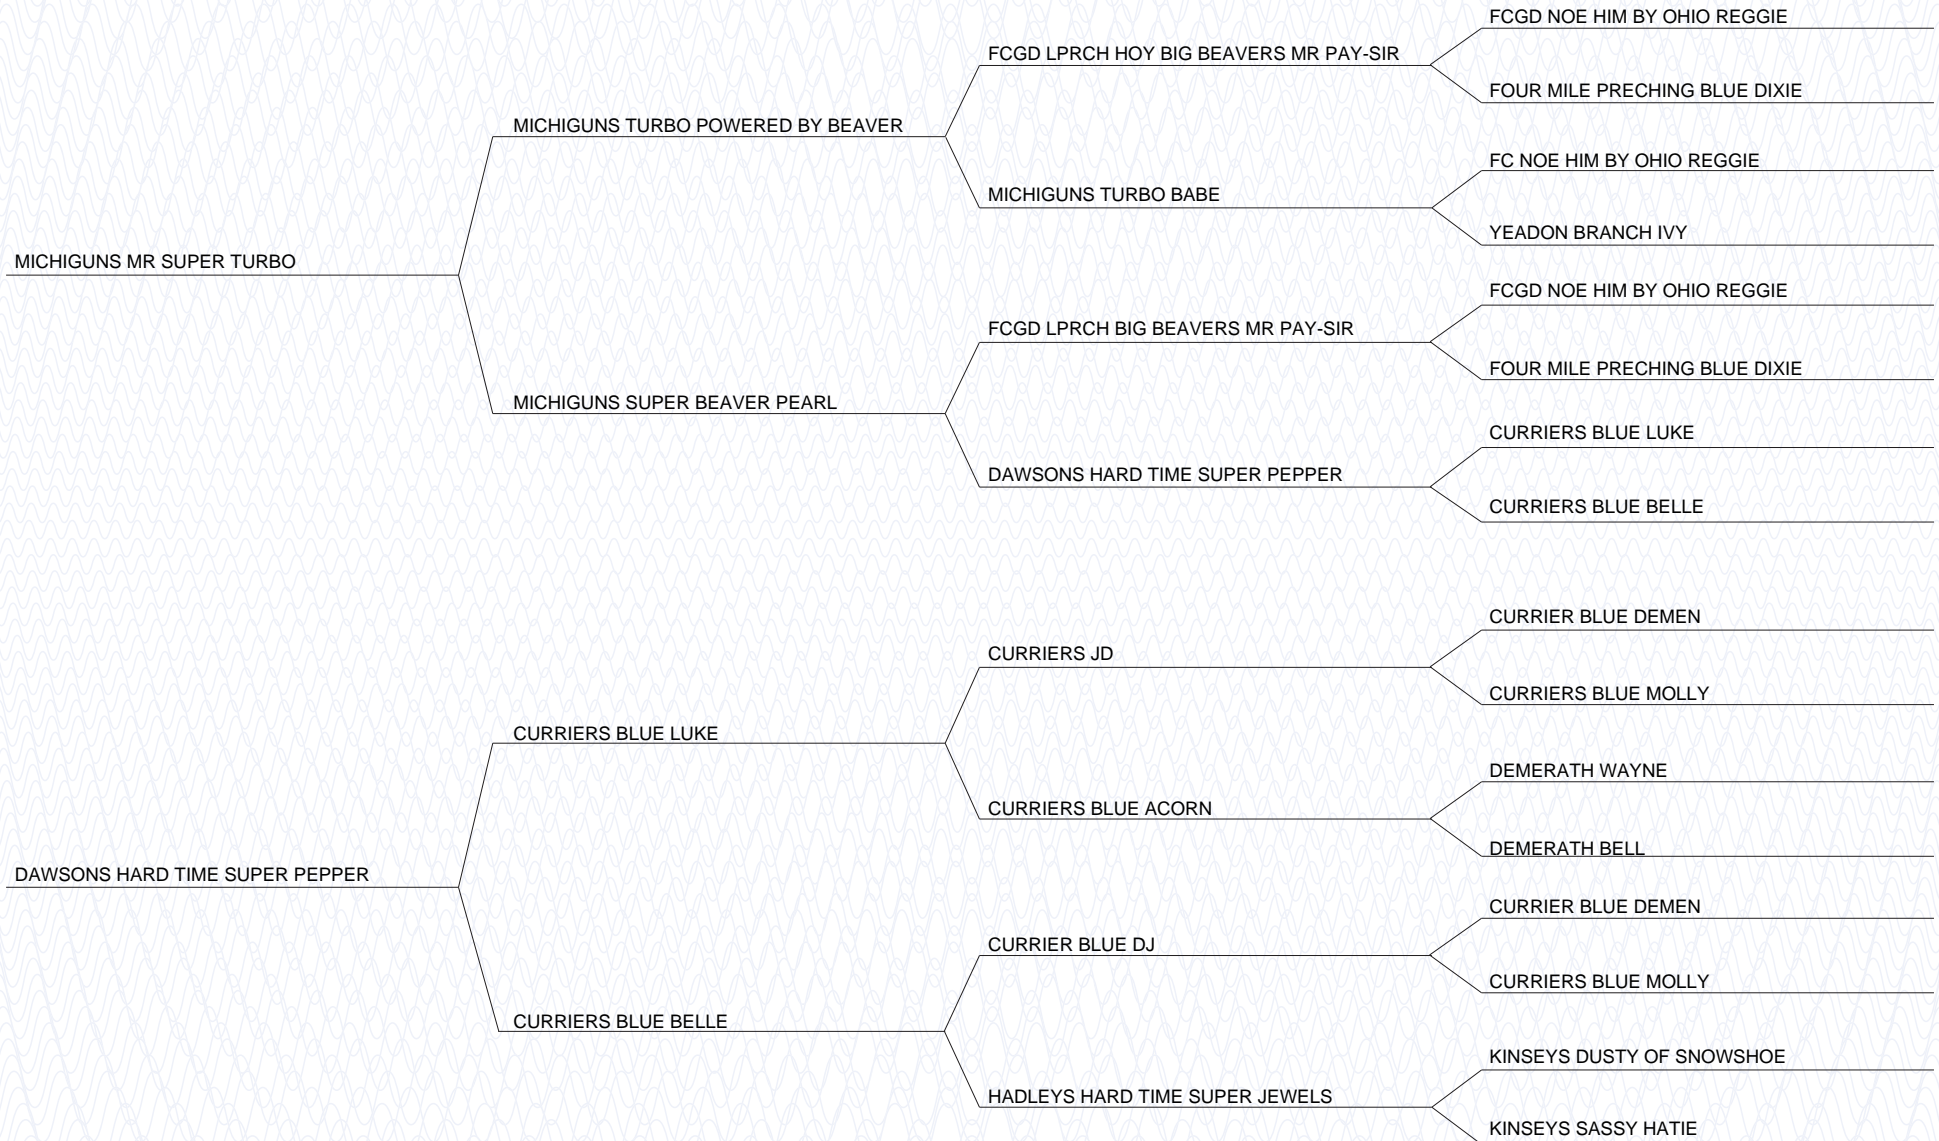 FCGD NOE HIM BY OHIO REGGIE
FCGD LPRCH HOY BIG BEAVERS MR PAY-SIR
FOUR MILE PRECHING BLUE DIXIE
MICHIGUNS TURBO POWERED BY BEAVER
FC NOE HIM BY OHIO REGGIE
MICHIGUNS TURBO BABE
YEADON BRANCH IVY
MICHIGUNS MR SUPER TURBO
FCGD NOE HIM BY OHIO REGGIE
FCGD LPRCH BIG BEAVERS MR PAY-SIR
FOUR MILE PRECHING BLUE DIXIE
MICHIGUNS SUPER BEAVER PEARL
CURRIERS BLUE LUKE
DAWSONS HARD TIME SUPER PEPPER
CURRIERS BLUE BELLE
CURRIER BLUE DEMEN
CURRIERS JD
CURRIERS BLUE MOLLY
CURRIERS BLUE LUKE
DEMERATH WAYNE
CURRIERS BLUE ACORN
DEMERATH BELL
DAWSONS HARD TIME SUPER PEPPER
CURRIER BLUE DEMEN
CURRIER BLUE DJ
CURRIERS BLUE MOLLY
CURRIERS BLUE BELLE
KINSEYS DUSTY OF SNOWSHOE
HADLEYS HARD TIME SUPER JEWELS
KINSEYS SASSY HATIE